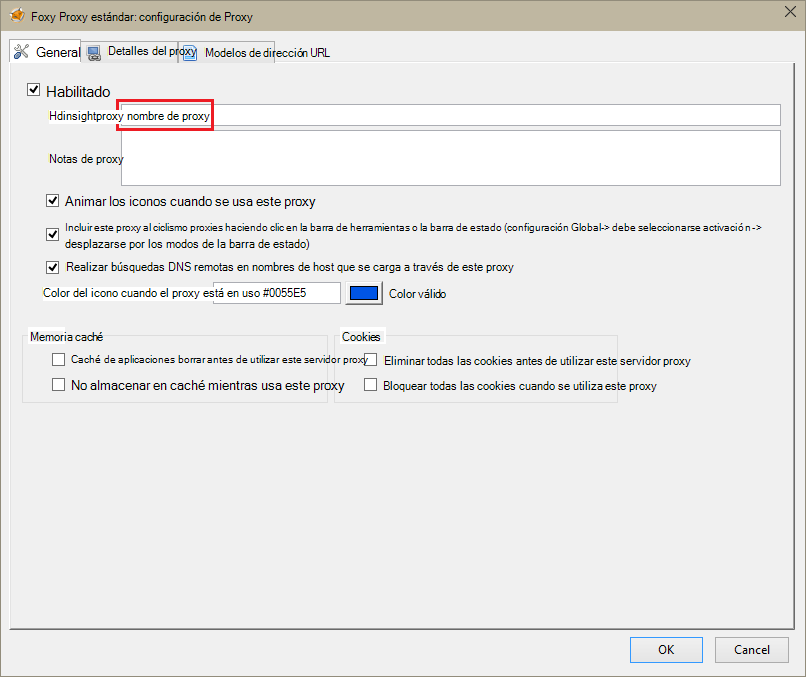 Foxy Proxy estándar: configuración de Proxy
General Detalles del proxy Modelos de dirección URL
Habilitado
Hdinsightproxy nombre de proxy
Notas de proxy
Animar los iconos cuando se usa este proxy
Incluir este proxy al ciclismo proxies haciendo clic en la barra de herramientas o la barra de estado (configuración Global-> debe seleccionarse activación ->
desplazarse por los modos de la barra de estado)
Realizar búsquedas DNS remotas en nombres de host que se carga a través de este proxy
Color del icono cuando el proxy está en uso #0055E5 Color válido
Memoria caché Cookies
Caché de aplicaciones borrar antes de utilizar este servidor proxy Eliminar todas las cookies antes de utilizar este servidor proxy
No almacenar en caché mientras usa este proxy Bloquear todas las cookies cuando se utiliza este proxy
OK Cancel